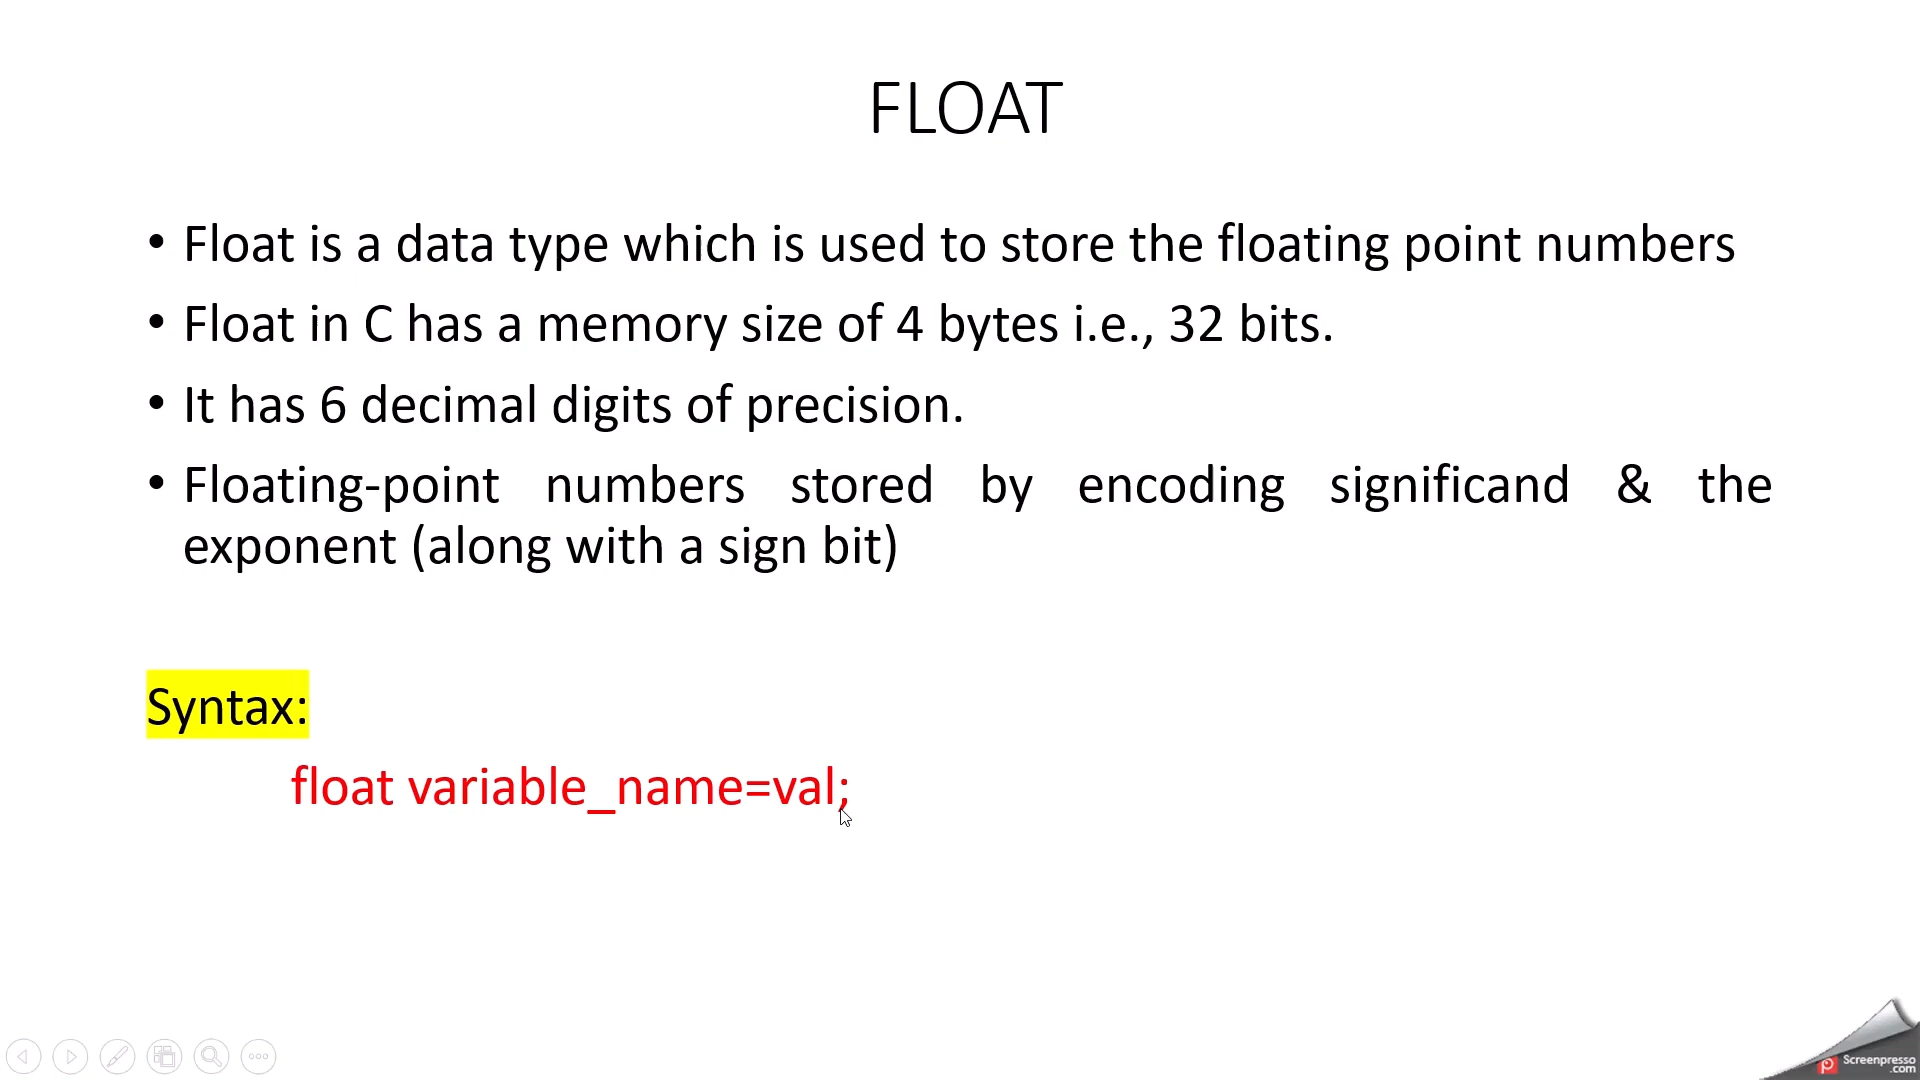 FLOAT
• Float is a data type which is used to store the floating point numbers
• Float in C has a memory size of 4 bytes i.e., 32 bits.
• It has 6 decimal digits of precision.
• Floating-point numbers stored by encoding significand & the
exponent (along with a sign bit)
Syntax:
float variable_name=val;
Screenpresso
.com